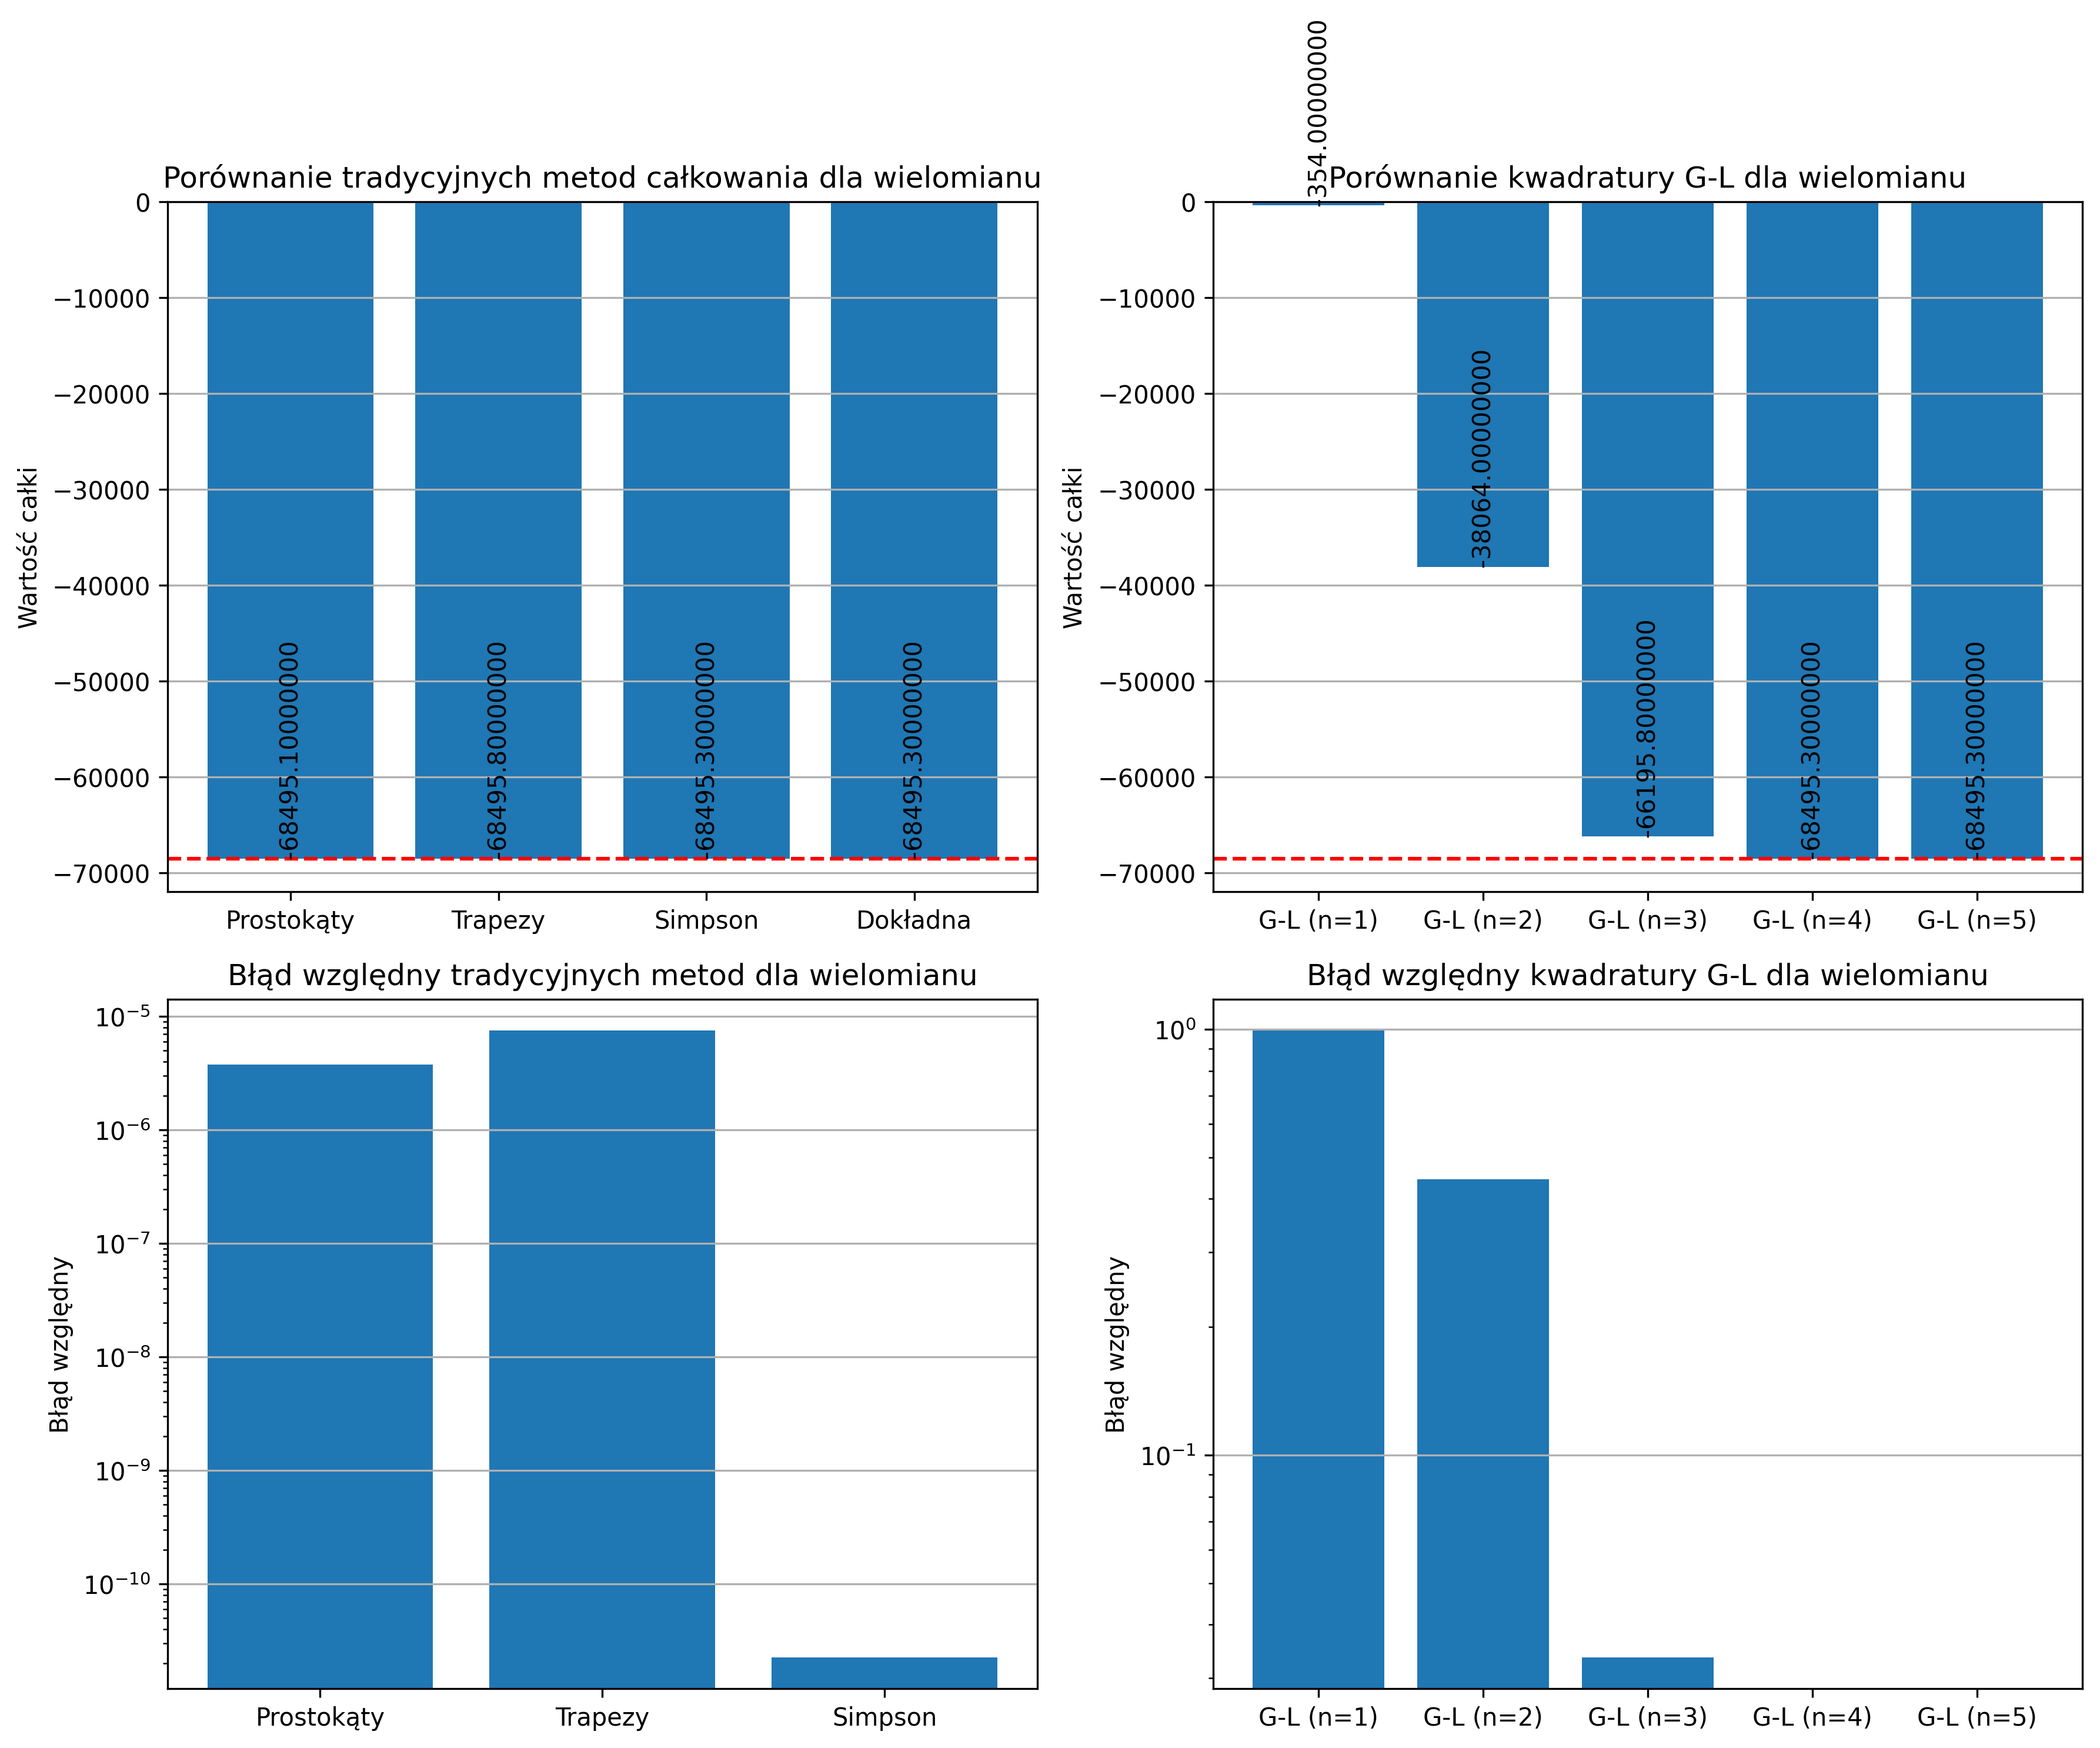 Porównanie tradycyjnych metod całkowania dla wielomianu
Wartość całki
0
−10000
−20000
−30000
−40000
−50000
−60000
−70000
-68495.10000000
-68495.80000000
-68495.30000000
-68495.30000000
Prostokąty
Trapezy
Simpson
Dokładna
Porównanie kwadratury G-L dla wielomianu
Wartość całki
0
−10000
−20000
−30000
−40000
−50000
−60000
−70000
-354.00000000
-38064.00000000
-66195.80000000
-68495.30000000
-68495.30000000
G-L (n=1)
G-L (n=2)
G-L (n=3)
G-L (n=4)
G-L (n=5)
Błąd względny tradycyjnych metod dla wielomianu
Błąd względny
10⁻⁵
10⁻⁶
10⁻⁷
10⁻⁸
10⁻⁹
10⁻¹⁰
Prostokąty
Trapezy
Simpson
Błąd względny kwadratury G-L dla wielomianu
Błąd względny
10⁰
10⁻¹
G-L (n=1)
G-L (n=2)
G-L (n=3)
G-L (n=4)
G-L (n=5)